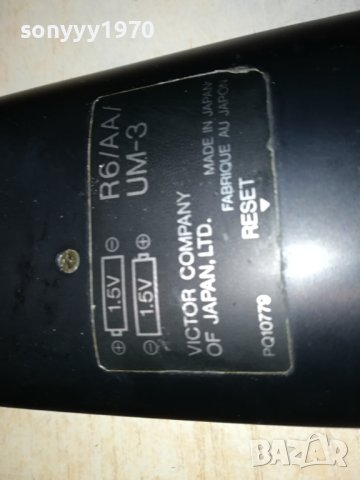 sonyyy1970
⊖ 1.5V ⊕
⊕ 1.5V ⊖
R6/AA/
UM-3
VICTOR COMPANY
OF JAPAN, LTD.
MADE IN JAPAN
FABRIQUE AU JAPON
RESET
PQ10779
BAZAR